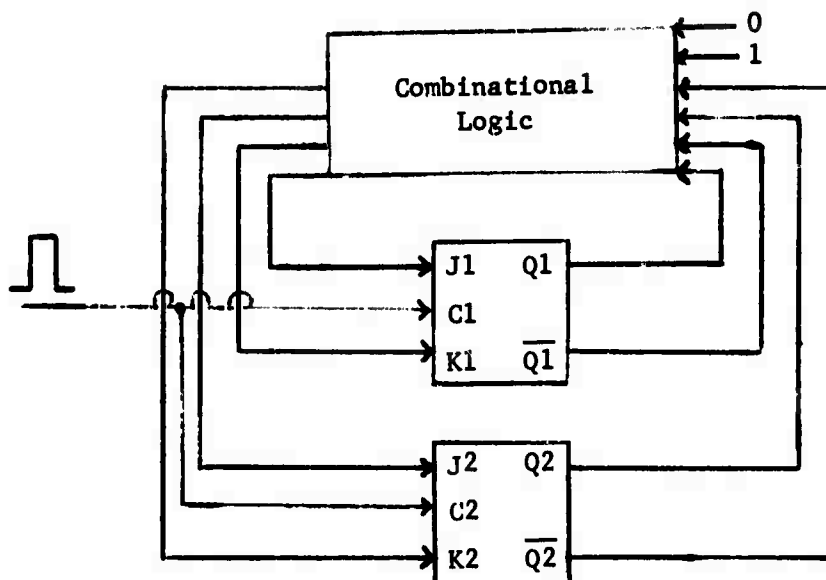 0
1
Combinational
Logic
J1 Q1
C1
K1 Q1̅
J2 Q2
C2
K2 Q2̅